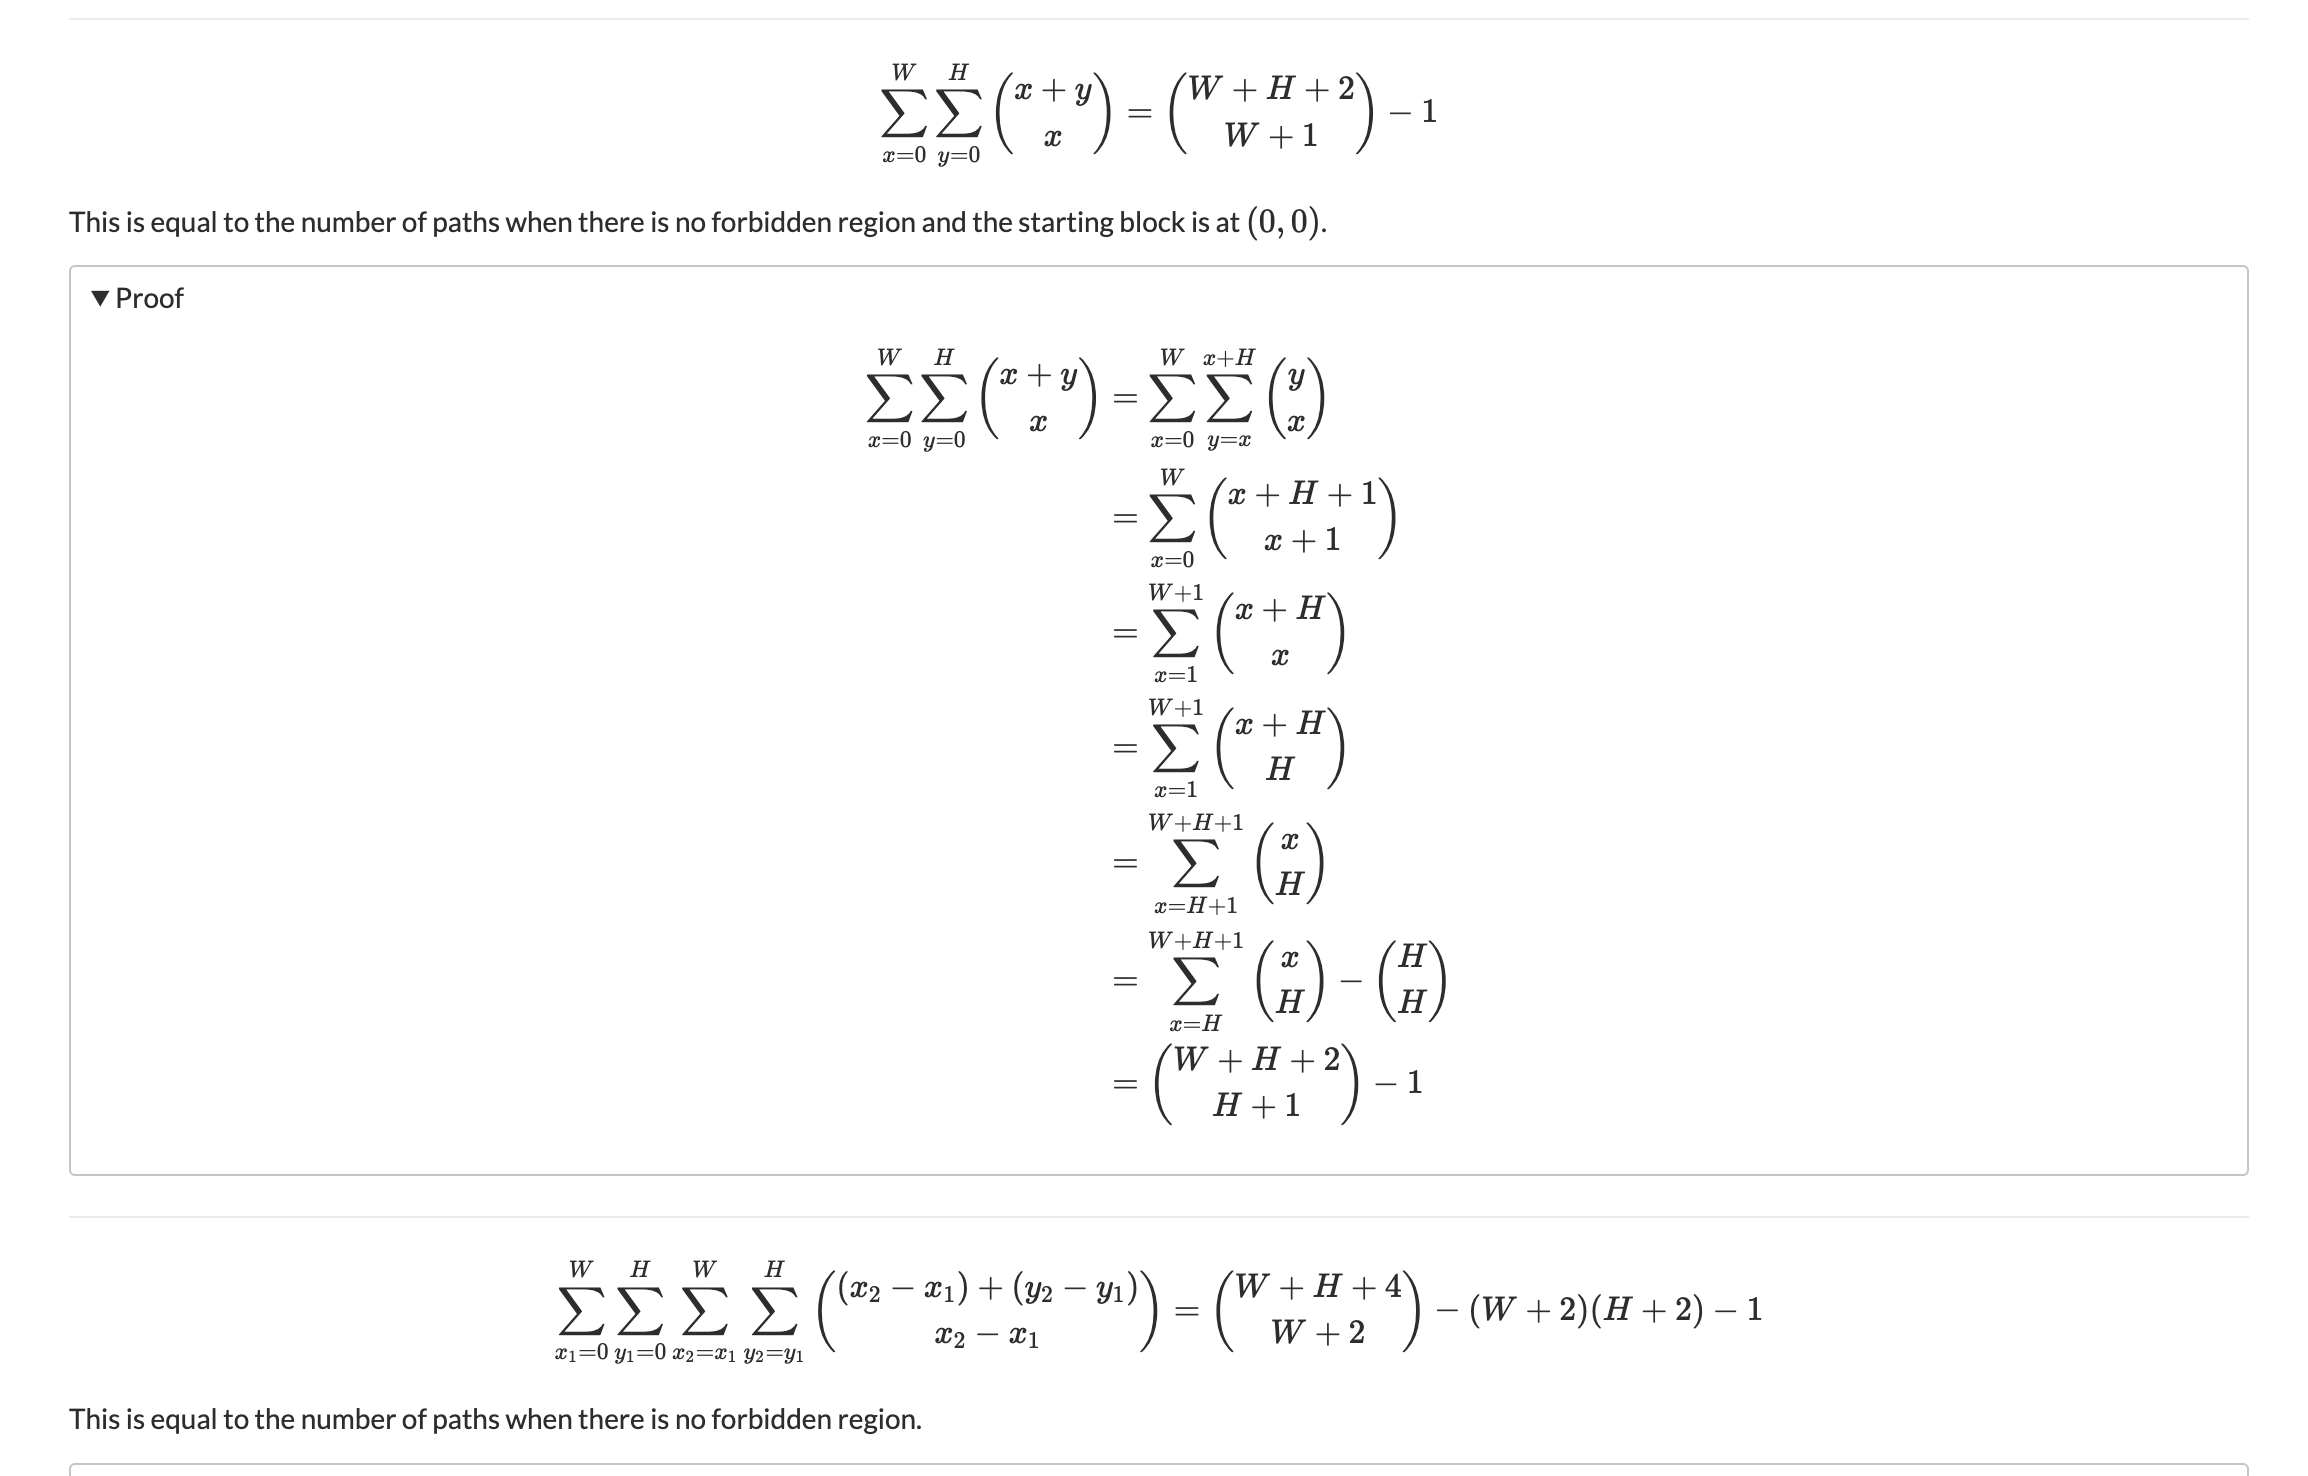 $$\sum_{x=0}^{W}\sum_{y=0}^{H}\binom{x+y}{x}=\binom{W+H+2}{W+1}-1$$
This is equal to the number of paths when there is no forbidden region and the starting block is at $(0,0)$.
▼ Proof
$$\sum_{x=0}^{W}\sum_{y=0}^{H}\binom{x+y}{x}=\sum_{x=0}^{W}\sum_{y=x}^{x+H}\binom{y}{x}$$
$$=\sum_{x=0}^{W}\binom{x+H+1}{x+1}$$
$$=\sum_{x=1}^{W+1}\binom{x+H}{x}$$
$$=\sum_{x=1}^{W+1}\binom{x+H}{H}$$
$$=\sum_{x=H+1}^{W+H+1}\binom{x}{H}$$
$$=\sum_{x=H}^{W+H+1}\binom{x}{H}-\binom{H}{H}$$
$$=\binom{W+H+2}{H+1}-1$$
$$\sum_{x_1=0}^{W}\sum_{y_1=0}^{H}\sum_{x_2=x_1}^{W}\sum_{y_2=y_1}^{H}\binom{(x_2-x_1)+(y_2-y_1)}{x_2-x_1}=\binom{W+H+4}{W+2}-(W+2)(H+2)-1$$
This is equal to the number of paths when there is no forbidden region.